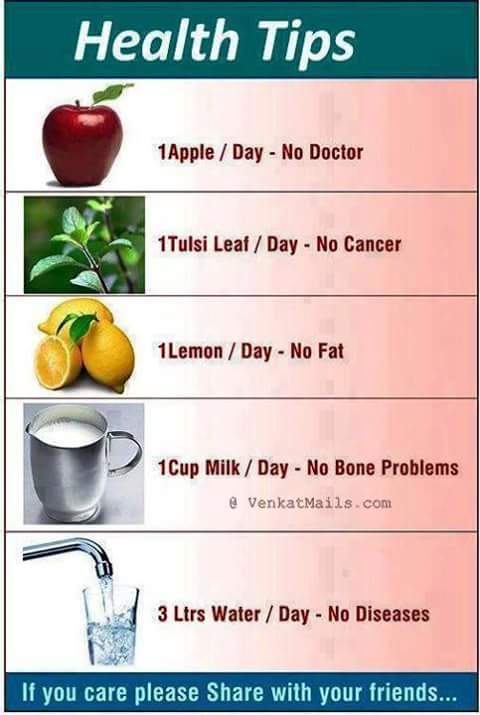 Health Tips
1Apple / Day - No Doctor
1Tulsi Leaf / Day - No Cancer
1Lemon / Day - No Fat
1Cup Milk / Day - No Bone Problems
@ VenkatMails.com
3 Ltrs Water / Day - No Diseases
If you care please Share with your friends...